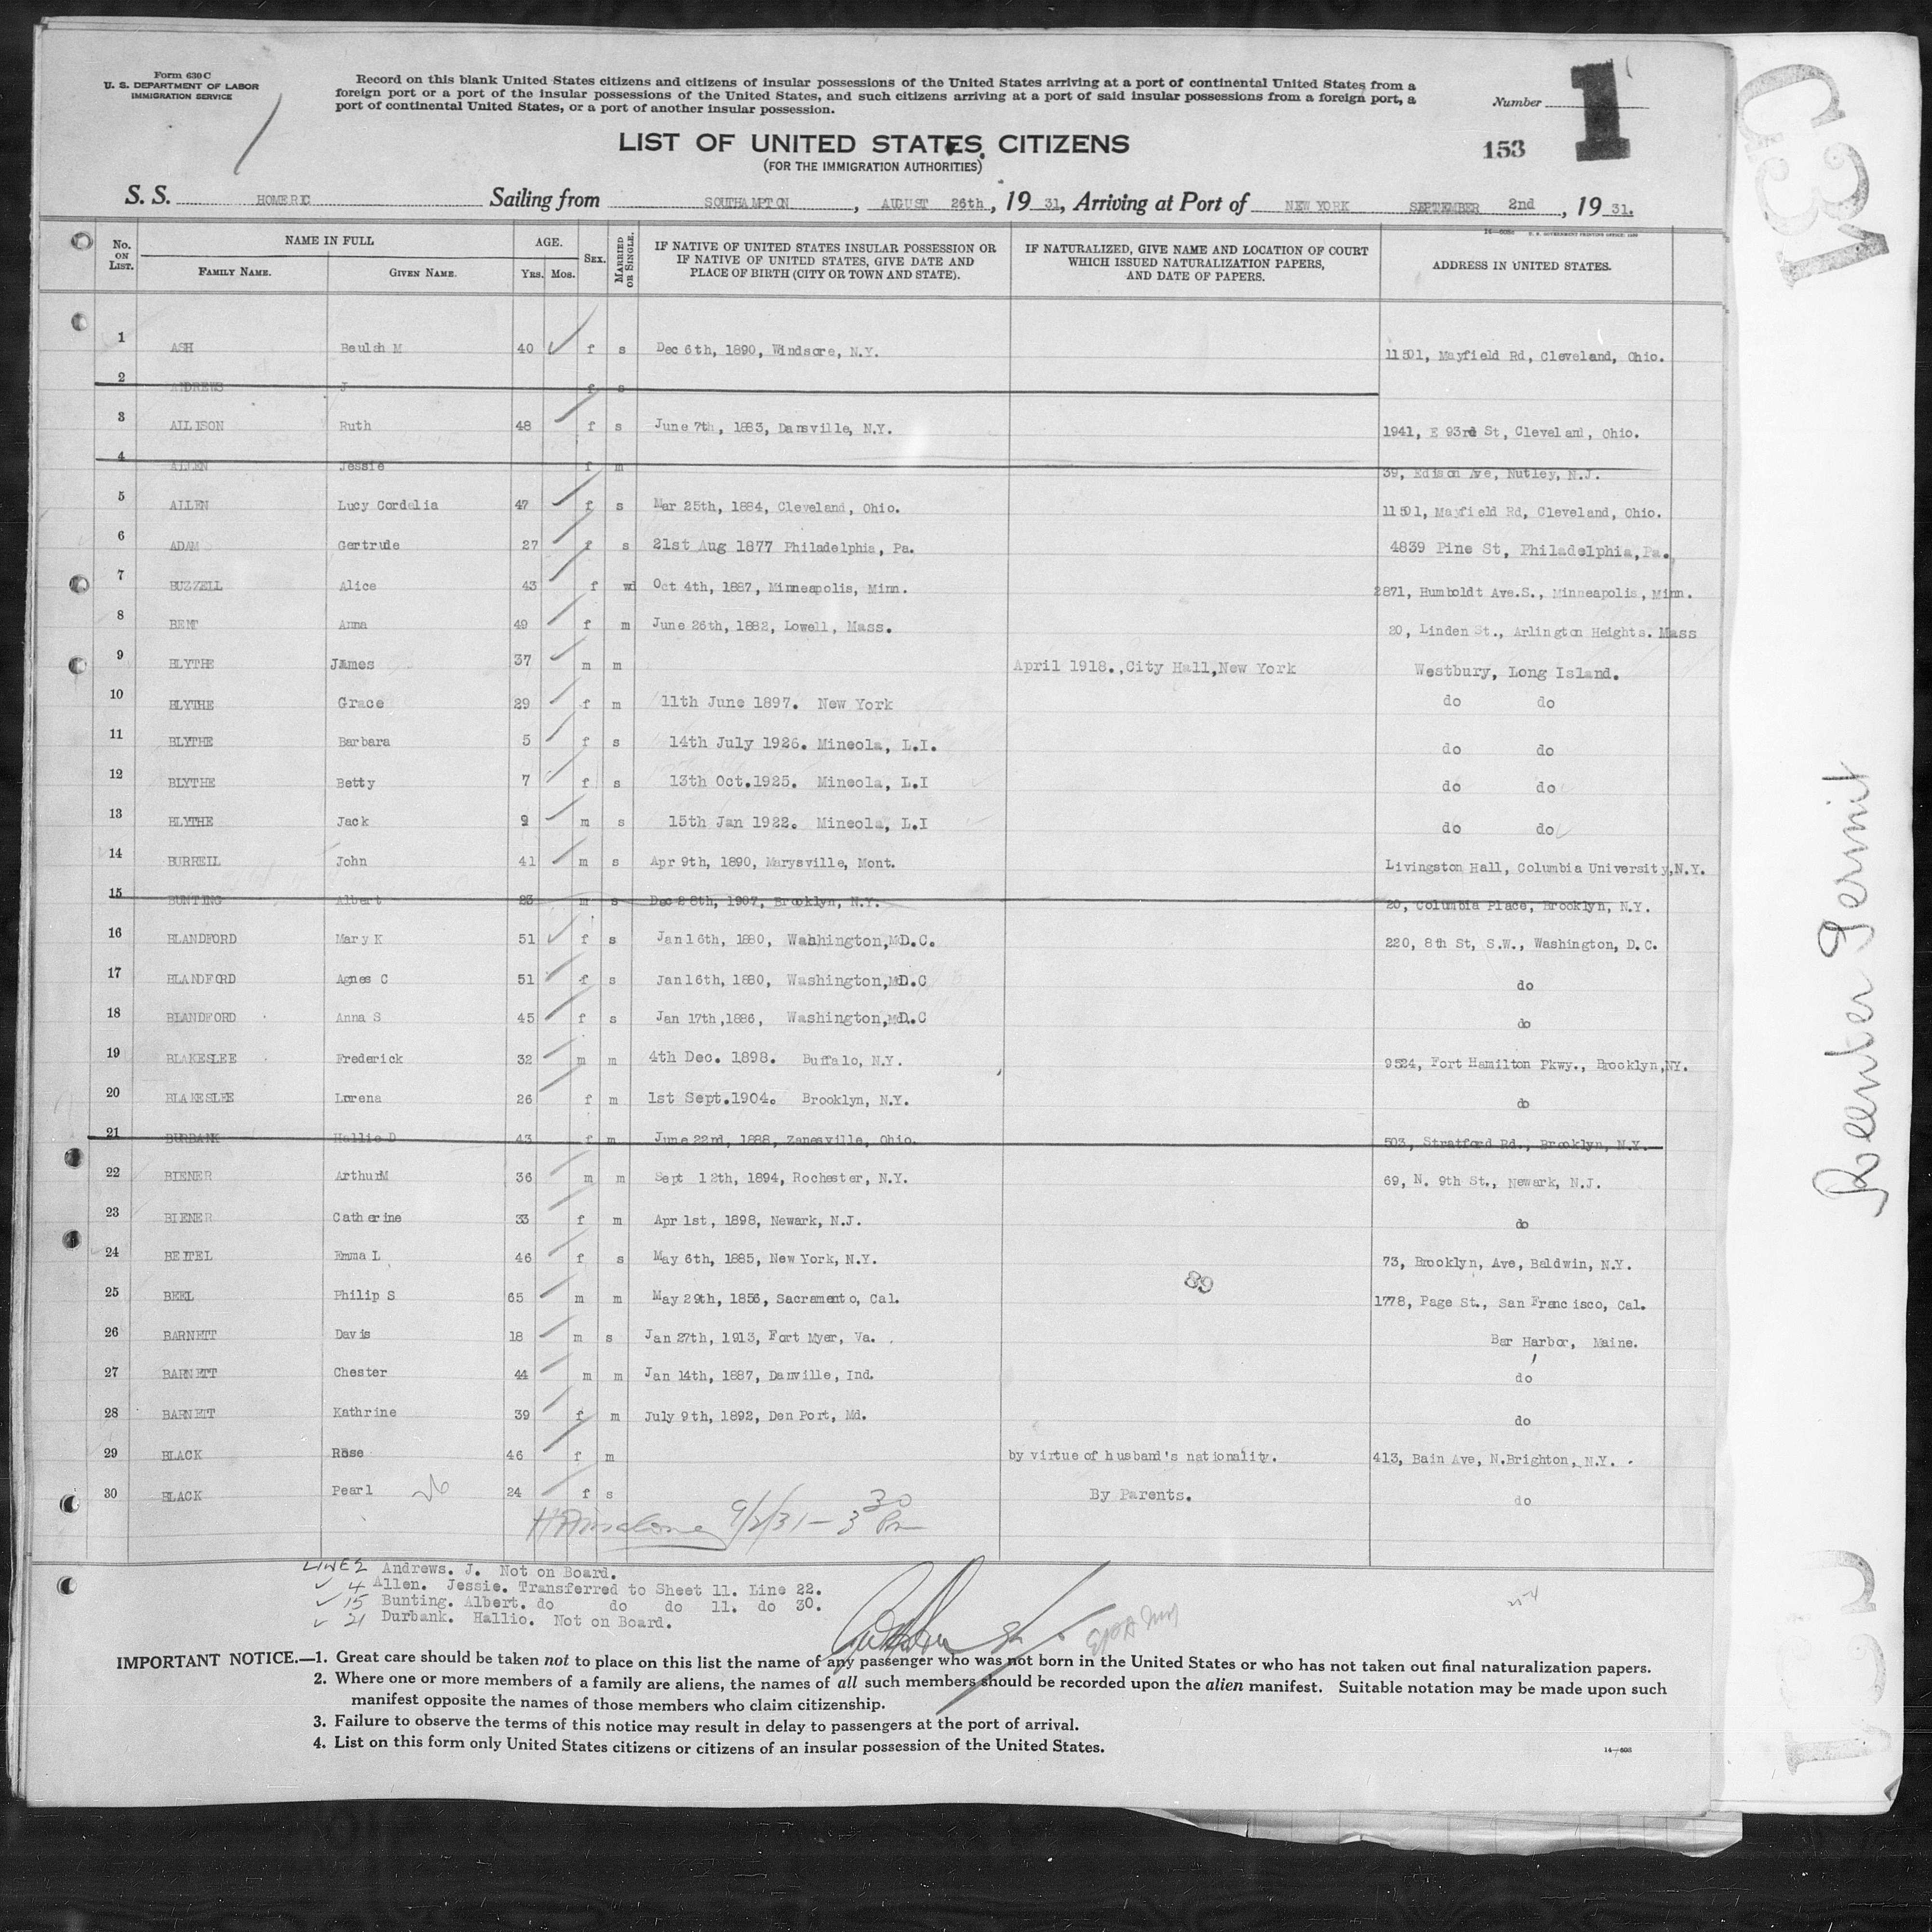 Form 630 C
U. S. DEPARTMENT OF LABOR
IMMIGRATION SERVICE
Record on this blank United States citizens and citizens of insular possessions of the United States arriving at a port of continental United States from a
foreign port or a port of the insular possessions of the United States, and such citizens arriving at a port of said insular possessions from a foreign port, a
port of continental United States, or a port of another insular possession.
Number 1
153
LIST OF UNITED STATES CITIZENS
(FOR THE IMMIGRATION AUTHORITIES)
S. S. HOMERIC Sailing from SOUTHAMPTON, AUGUST 26th, 19 31, Arriving at Port of NEW YORK SEPTEMBER 2nd, 19 31.
No. ON LIST. NAME IN FULL FAMILY NAME. GIVEN NAME. AGE. YRS. MOS. SEX. MARRIED OR SINGLE. IF NATIVE OF UNITED STATES INSULAR POSSESSION OR IF NATIVE OF UNITED STATES, GIVE DATE AND PLACE OF BIRTH (CITY OR TOWN AND STATE). IF NATURALIZED, GIVE NAME AND LOCATION OF COURT WHICH ISSUED NATURALIZATION PAPERS, AND DATE OF PAPERS. ADDRESS IN UNITED STATES.
1 ASH Beulah M 40 f s Dec 6th, 1890, Windsore, N.Y. 11501, Mayfield Rd, Cleveland, Ohio.
2 ANDREWS J f s
3 ALLISON Ruth 48 f s June 7th, 1883, Dansville, N.Y. 1941, E 93rd St, Cleveland, Ohio.
4 ALLEN Jessie f m 39, Edison Ave, Nutley, N.J.
5 ALLEN Lucy Cordelia 47 f s Mar 25th, 1884, Cleveland, Ohio. 11501, Mayfield Rd, Cleveland, Ohio.
6 ADAM Gertrude 27 f s 21st Aug 1877 Philadelphia, Pa. 4839 Pine St, Philadelphia, Pa.
7 BUZZELL Alice 43 f wd Oct 4th, 1887, Minneapolis, Minn. 2871, Humboldt Ave.S., Minneapolis, Minn.
8 BENT Anna 49 f m June 26th, 1882, Lowell, Mass. 20, Linden St., Arlington Heights. Mass
9 BLYTHE James 37 m m April 1918., City Hall, New York Westbury, Long Island.
10 BLYTHE Grace 29 f m 11th June 1897. New York do do
11 BLYTHE Barbara 5 f s 14th July 1926. Mineola, L.I. do do
12 BLYTHE Betty 7 f s 13th Oct.1925. Mineola, L.I do do
13 BLYTHE Jack 9 m s 15th Jan 1922. Mineola, L.I do do
14 BURREIL John 41 m s Apr 9th, 1890, Marysville, Mont. Livingston Hall, Columbia University, N.Y.
15 BUNTING Albert 23 m s Dec 28th, 1907, Brooklyn, N.Y. 20, Columbia Place, Brooklyn, N.Y.
16 BLANDFORD Mary K 51 f s Jan 16th, 1880, Wahhington, D.C. 220, 8th St, S.W., Washington, D.C.
17 BLANDFORD Agnes C 51 f s Jan 16th, 1880, Washington, D.C do
18 BLANDFORD Anna S 45 f s Jan 17th,1886, Washington, D.C do
19 BLAKESLEE Frederick 32 m m 4th Dec. 1898. Buffalo, N.Y. 9524, Fort Hamilton Pkwy., Brooklyn, NY.
20 BLAKESLEE Lorena 26 f m 1st Sept.1904. Brooklyn, N.Y. do
21 BURBANK Hallie D 43 f m June 22nd, 1888, Zanesville, Ohio. 503, Stratford Rd., Brooklyn, N.Y.
22 BIENER Arthur M 36 m m Sept 12th, 1894, Rochester, N.Y. 69, N. 9th St., Newark, N.J.
23 BIENER Catherine 33 f m Apr 1st, 1898, Newark, N.J. do
24 BEITEL Emma L 46 f s May 6th, 1885, New York, N.Y. 73, Brooklyn, Ave, Baldwin, N.Y.
89
25 BEEL Philip S 65 m m May 29th, 1856, Sacramento, Cal. 1778, Page St., San Francisco, Cal.
26 BARNETT Davis 18 m s Jan 27th, 1913, Fort Myer, Va. Bar Harbor, Maine.
27 BARNETT Chester 44 m m Jan 14th, 1887, Danville, Ind. do
28 BARNETT Kathrine 39 f m July 9th, 1892, Den Port, Md. do
29 BLACK Rose 46 f m by virtue of husband's nationality. 413, Bain Ave, N.Brighton, N.Y.
30 BLACK Pearl 24 f s By Parents. do
9/2/31 - 3 30 Pm
LINE 2 Andrews. J. Not on Board.
4 Allen. Jessie. Transferred to Sheet 11. Line 22.
15 Bunting. Albert. do do 11. do 30.
21 Durbank. Hallio. Not on Board.
IMPORTANT NOTICE.—1. Great care should be taken not to place on this list the name of any passenger who was not born in the United States or who has not taken out final naturalization papers.
2. Where one or more members of a family are aliens, the names of all such members should be recorded upon the alien manifest. Suitable notation may be made upon such
manifest opposite the names of those members who claim citizenship.
3. Failure to observe the terms of this notice may result in delay to passengers at the port of arrival.
4. List on this form only United States citizens or citizens of an insular possession of the United States.
Reenter Permit